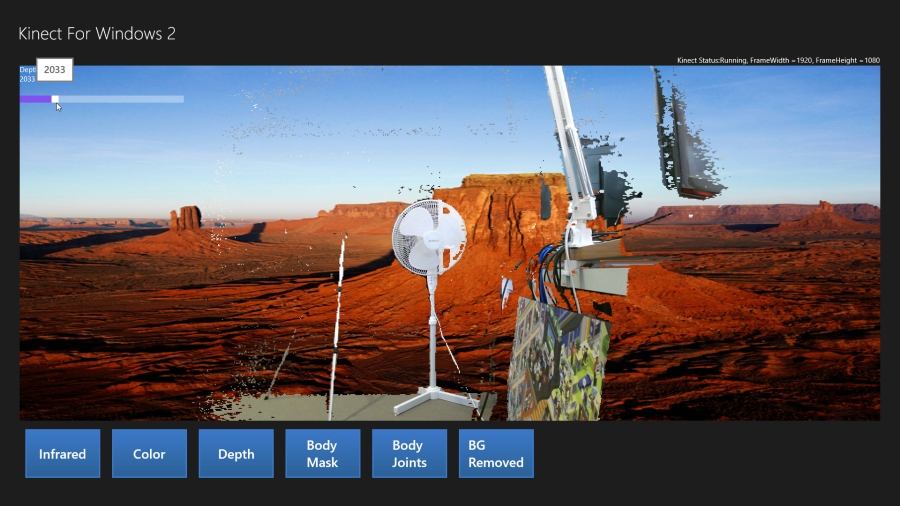 Kinect For Windows 2
Kinect Status:Running, FrameWidth =1920, FrameHeight =1080
Dept
2033
2033
Infrared
Color
Depth
Body
Mask
Body
Joints
BG
Removed